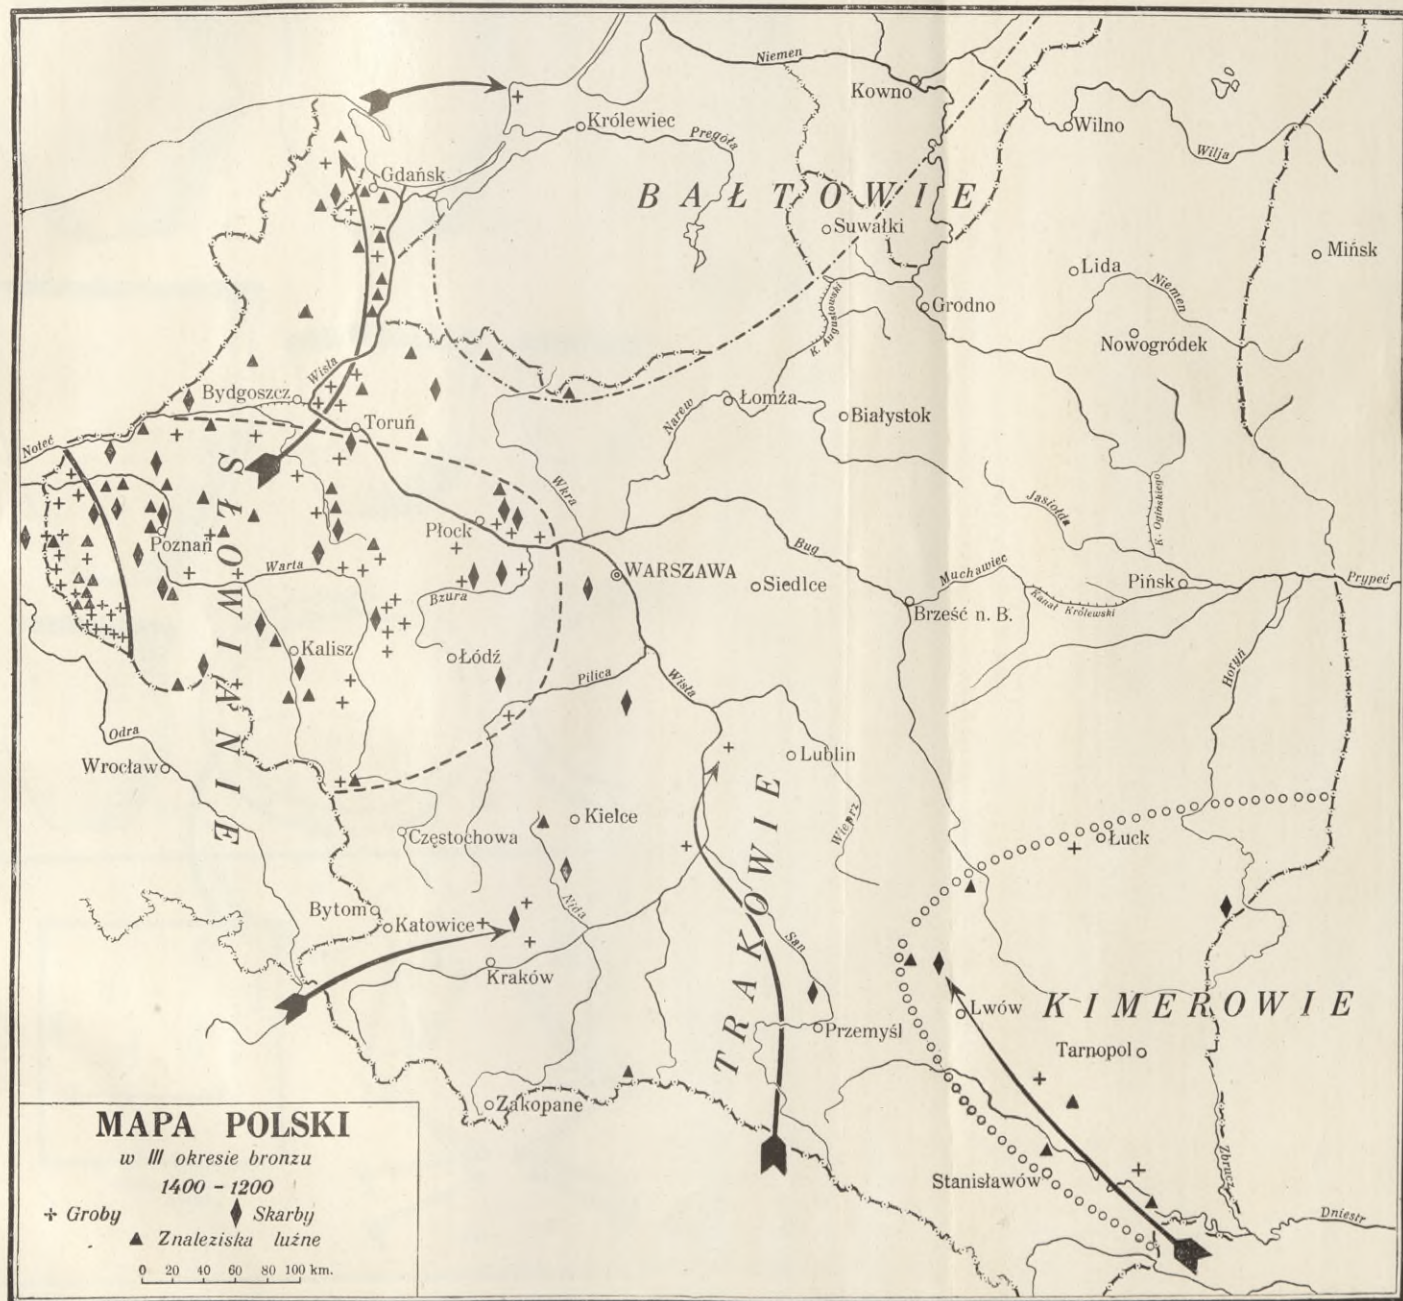 Niemen
Kowno
Królewiec
Pregoła
Wilno
Wilja
Gdańsk
BAŁTOWIE
Suwałki
Mińsk
Lida
Niemen
Grodno
K. Augustowski
Nowogródek
Wisła
Bydgoszcz
Toruń
Łomża
Białystok
Narew
Noteć
SŁOWIANIE
Wkra
Jasiołda
K. Ogińskiego
Płock
Poznań
Bug
Warta
WARSZAWA
Siedlce
Muchawiec
Pińsk
Prypeć
Bzura
Brześć n. B.
Kanał Królewski
Kalisz
Łódź
Pilica
Wisła
Horyń
Odra
Wrocław
Lublin
TRAKOWIE
Kielce
Wieprz
Częstochowa
Łuck
Bytom
Katowice
Nida
San
Kraków
KIMEROWIE
Lwów
Przemyśl
Tarnopol
Zakopane
MAPA POLSKI
w III okresie bronzu
1400 - 1200
Groby
Skarby
Znaleziska luźne
0 20 40 60 80 100 km.
Stanisławów
Zbrucz
Dniestr